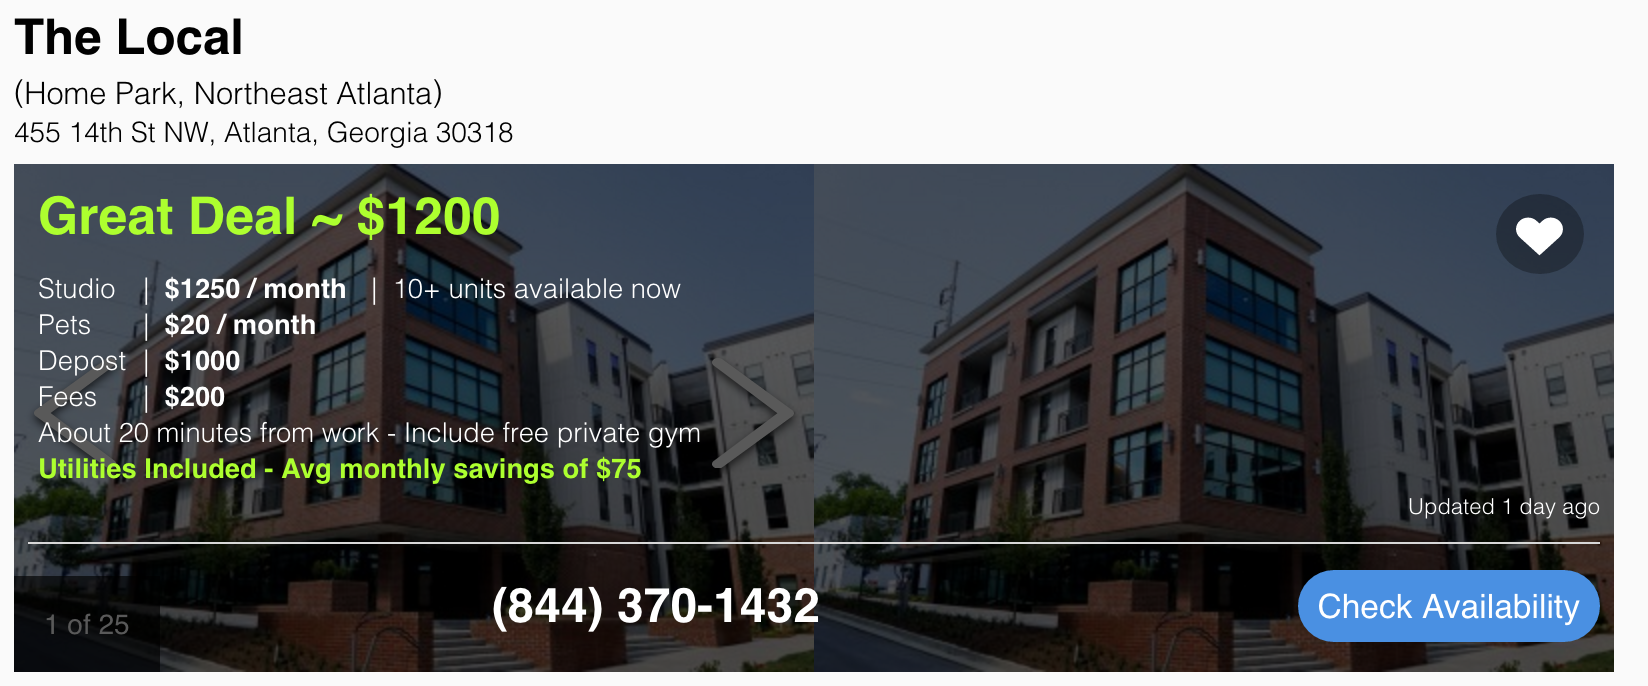 The Local
(Home Park, Northeast Atlanta)
455 14th St NW, Atlanta, Georgia 30318
Great Deal ~ $1200
Studio | $1250 / month | 10+ units available now
Pets | $20 / month
Depost | $1000
Fees | $200
About 20 minutes from work - Include free private gym
Utilities Included - Avg monthly savings of $75
Updated 1 day ago
1 of 25
(844) 370-1432
Check Availability